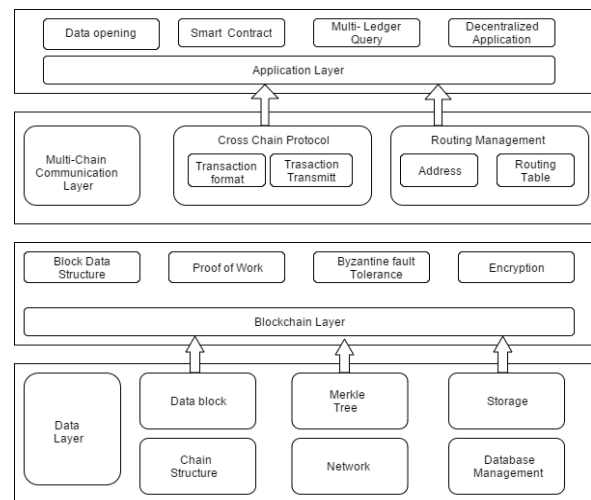 Data opening
Smart Contract
Multi- Ledger
Query
Decentralized
Application
Application Layer
Multi-Chain
Communication
Layer
Cross Chain Protocol
Transaction
format
Trasaction
Transmitt
Routing Management
Address
Routing
Table
Block Data
Structure
Proof of Work
Byzantine fault
Tolerance
Encryption
Blockchain Layer
Data
Layer
Data block
Merkle
Tree
Storage
Chain
Structure
Network
Database
Management